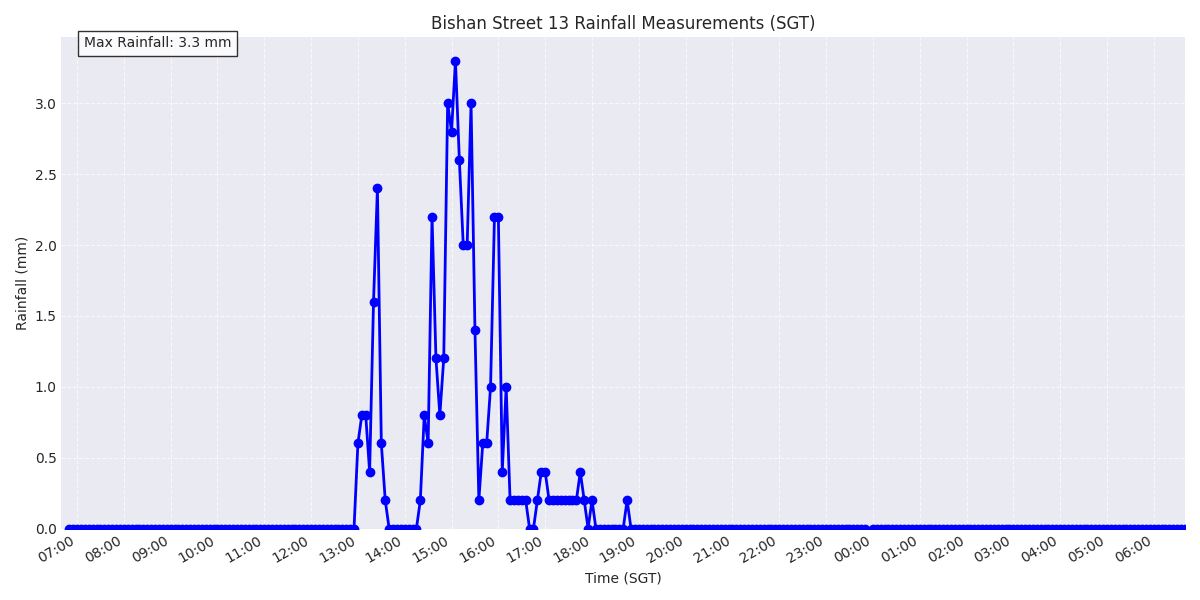 Bishan Street 13 Rainfall Measurements (SGT)
Max Rainfall: 3.3 mm
Rainfall (mm)
3.0
2.5
2.0
1.5
1.0
0.5
0.0
07:00 08:00 09:00 10:00 11:00 12:00 13:00 14:00 15:00 16:00 17:00 18:00 19:00 20:00 21:00 22:00 23:00 00:00 01:00 02:00 03:00 04:00 05:00 06:00
Time (SGT)